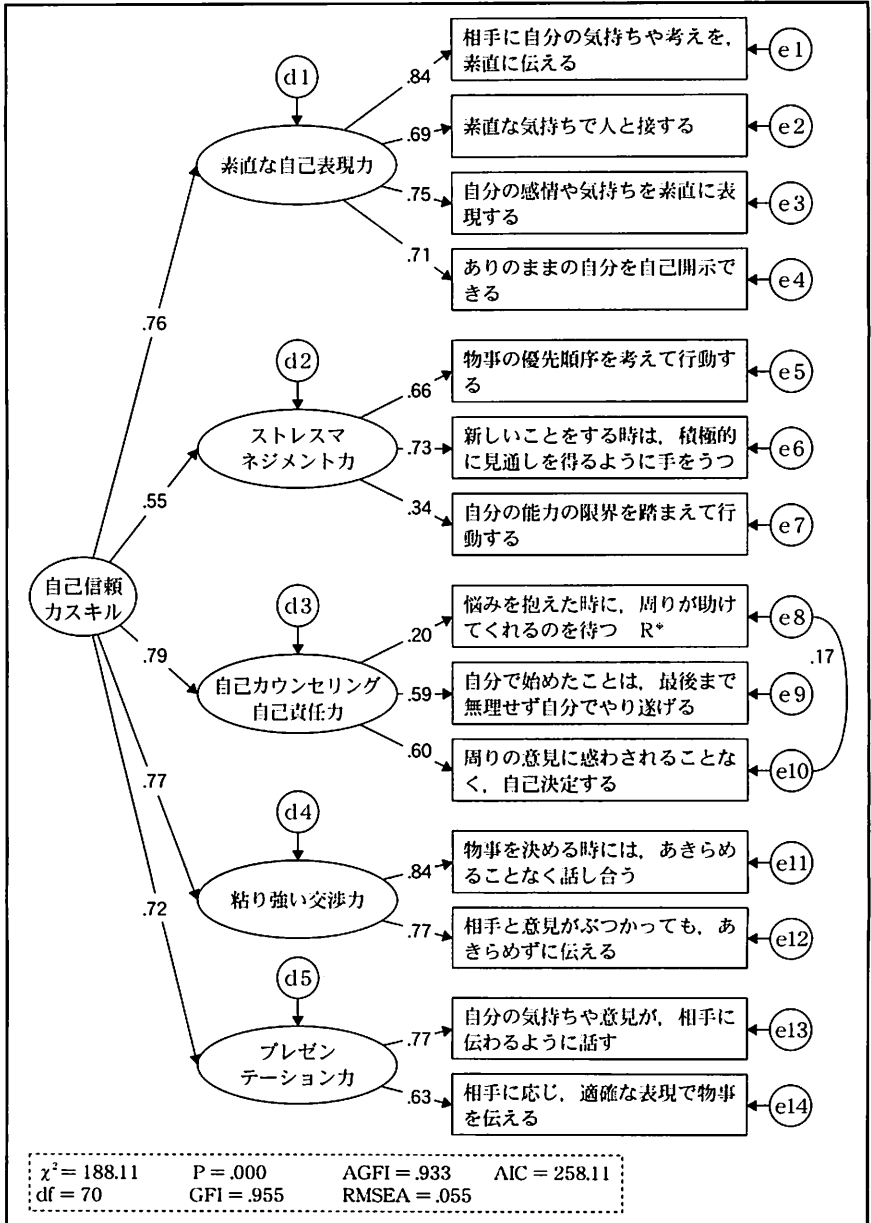 相手に自分の気持ちや考えを，
素直に伝える
e1
.84
d1
素直な自己表現力
.69
素直な気持ちで人と接する
e2
.75
自分の感情や気持ちを素直に表
現する
e3
.71
ありのままの自分を自己開示で
きる
e4
.76
d2
ストレスマ
ネジメント力
.66
物事の優先順序を考えて行動す
る
e5
.73
新しいことをする時は，積極的
に見通しを得るように手をうつ
e6
.34
自分の能力の限界を踏まえて行
動する
e7
.55
自己信頼
力スキル
.79
d3
自己カウンセリング
自己責任力
.20
悩みを抱えた時に，周りが助け
てくれるのを待つ R*
e8
.17
.59
自分で始めたことは，最後まで
無理せず自分でやり遂げる
e9
.60
周りの意見に惑わされることな
く，自己決定する
e10
.77
d4
粘り強い交渉力
.84
物事を決める時には，あきらめ
ることなく話し合う
e11
.77
相手と意見がぶつかっても，あ
きらめずに伝える
e12
.72
d5
プレゼン
テーション力
.77
自分の気持ちや意見が，相手に
伝わるように話す
e13
.63
相手に応じ，適確な表現で物事
を伝える
e14
χ²= 188.11 P = .000 AGFI = .933 AIC = 258.11
df = 70 GFI = .955 RMSEA = .055